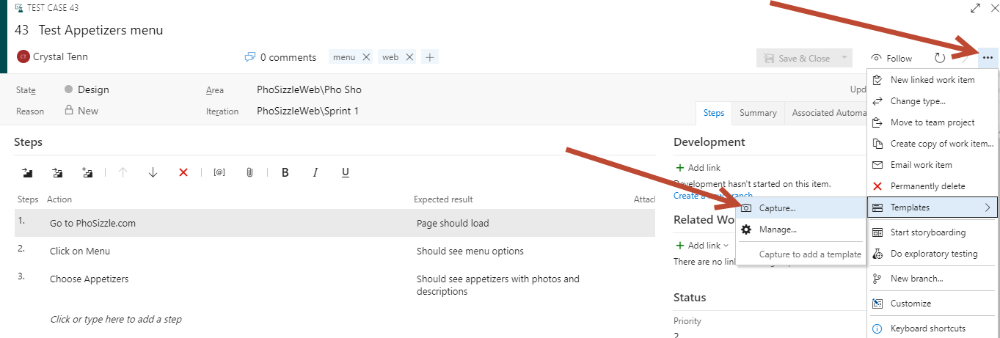 TEST CASE 43
43 Test Appetizers menu
CT Crystal Tenn
0 comments
menu
web
Save & Close
Follow
State
Design
Area
PhoSizzleWeb\Pho Sho
Reason
New
Iteration
PhoSizzleWeb\Sprint 1
Upd
Steps
Summary
Associated Automa
Steps
[@]
B
I
U
Steps
Action
Expected result
Attacl
1.
Go to PhoSizzle.com
Page should load
2.
Click on Menu
Should see menu options
3.
Choose Appetizers
Should see appetizers with photos and
descriptions
Click or type here to add a step
Development
Add link
Development hasn't started on this item.
Create a new branch
Related Wo
Add link
There are no lin
Status
Priority
2
Capture...
Manage...
Capture to add a template
New linked work item
Change type...
Move to team project
Create copy of work item...
Email work item
Permanently delete
Templates
Start storyboarding
Do exploratory testing
New branch...
Customize
Keyboard shortcuts